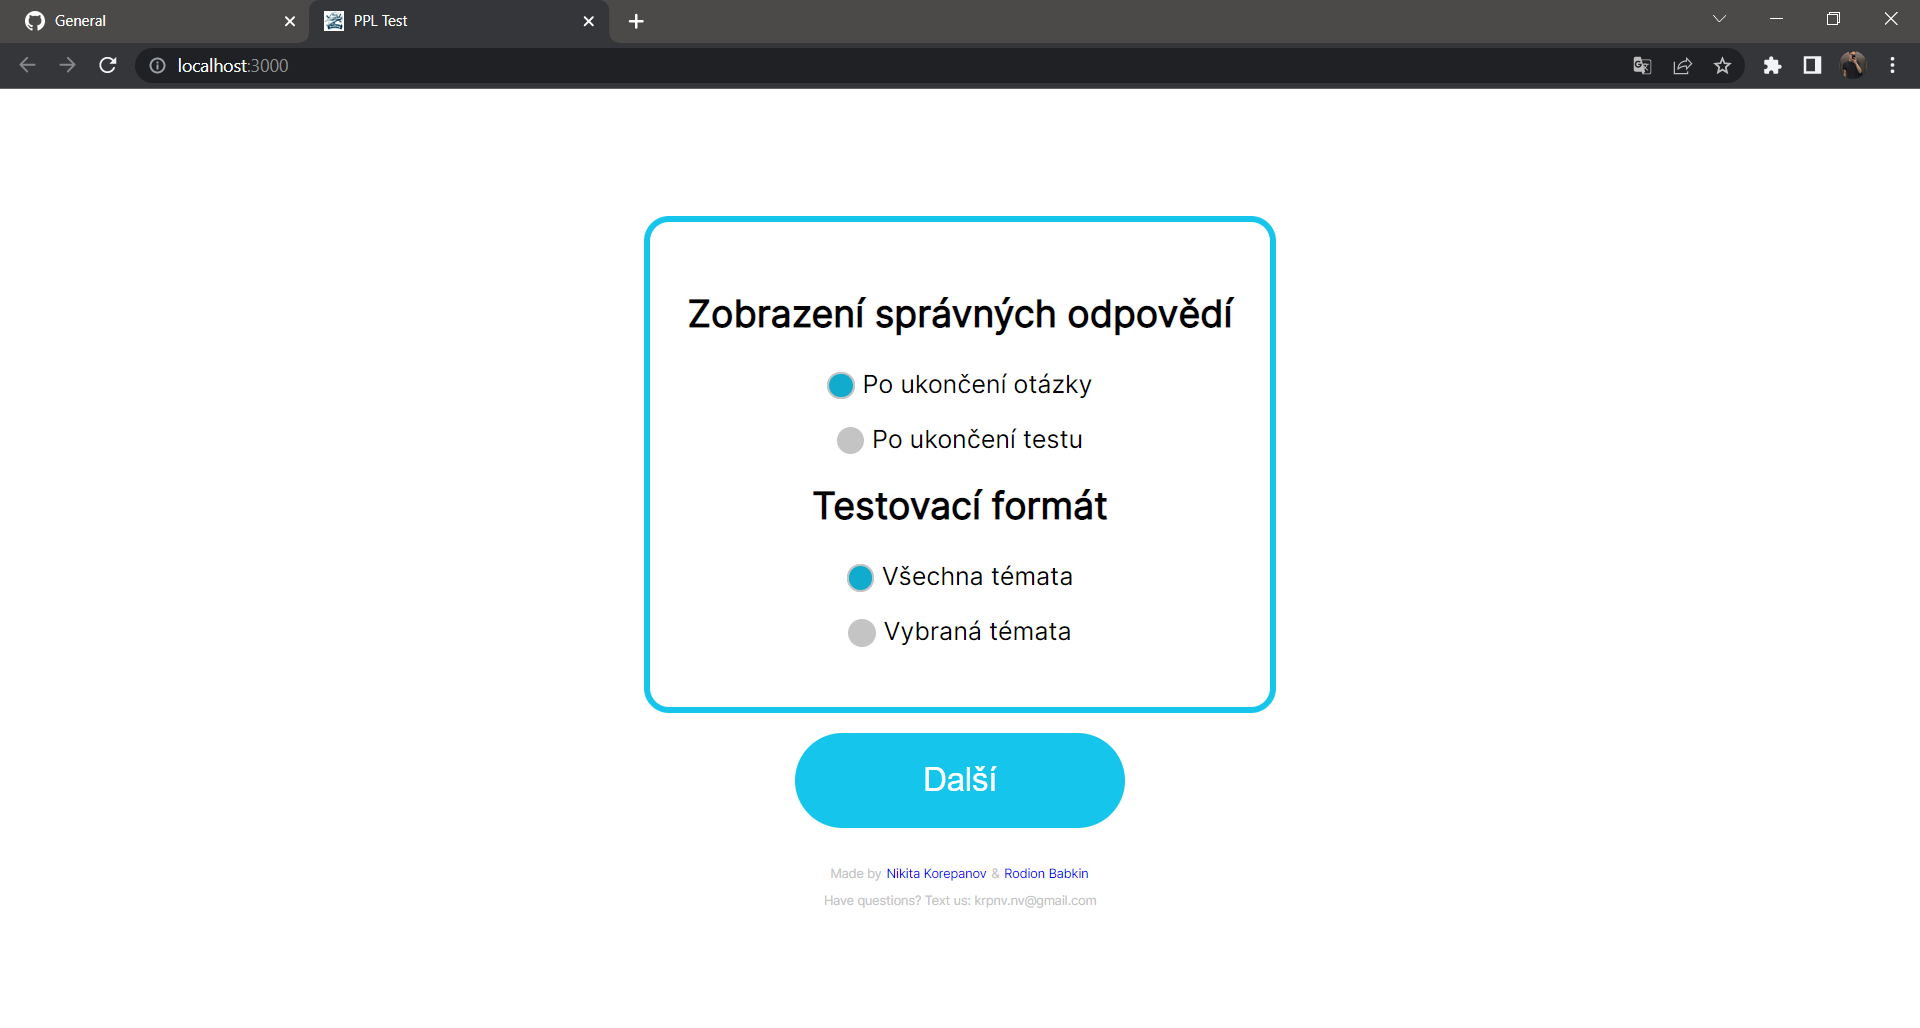 General
PPL Test
localhost:3000
Zobrazení správných odpovědí
Po ukončení otázky
Po ukončení testu
Testovací formát
Všechna témata
Vybraná témata
Další
Made by Nikita Korepanov & Rodion Babkin
Have questions? Text us: krpnv.nv@gmail.com